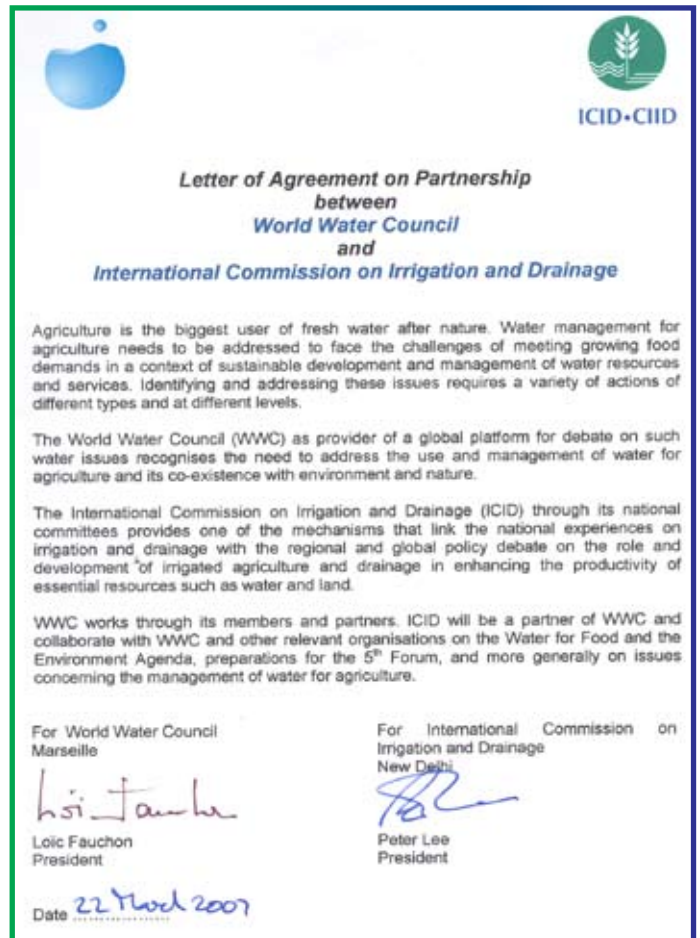 ICID•CIID
Letter of Agreement on Partnership
between
World Water Council
and
International Commission on Irrigation and Drainage
Agriculture is the biggest user of fresh water after nature. Water management for
agriculture needs to be addressed to face the challenges of meeting growing food
demands in a context of sustainable development and management of water resources
and services. Identifying and addressing these issues requires a variety of actions of
different types and at different levels.
The World Water Council (WWC) as provider of a global platform for debate on such
water issues recognises the need to address the use and management of water for
agriculture and its co-existence with environment and nature.
The International Commission on Irrigation and Drainage (ICID) through its national
committees provides one of the mechanisms that link the national experiences on
irrigation and drainage with the regional and global policy debate on the role and
development of irrigated agriculture and drainage in enhancing the productivity of
essential resources such as water and land.
WWC works through its members and partners. ICID will be a partner of WWC and
collaborate with WWC and other relevant organisations on the Water for Food and the
Environment Agenda, preparations for the 5th Forum, and more generally on issues
concerning the management of water for agriculture.
For World Water Council
Marseille
Loïc Fauchon
President
For International Commission on
Irrigation and Drainage
New Delhi
Peter Lee
President
Date 22 March 2007